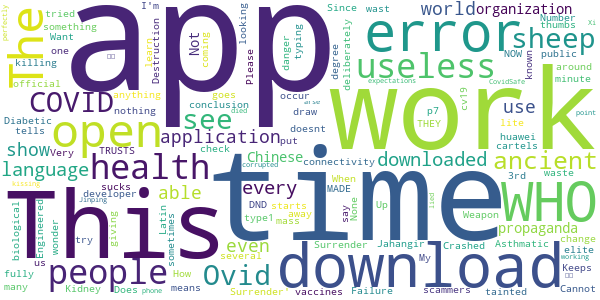 The tried something killing one official
app
I'm Not Destruction coming learn Please looking
danger typing degree deliberately
world organization Since wast Number thumbs
error sheep
known NOW public around minute
perfectly
Xi
COVID anything goes nothing
conclusion occur draw doesnt cv19
useless expectations CovidSafe
work
open see application put p7 THEY use lite huawei cartels point
Diabetic tells show TRUSTS Very check died
language health Chinese connectivity downloaded ancient
missing Jinping sucks developer able every When MADE 3rd waste
This time WHO
biological us Engineered wonder try giving Latin sometimes
DND type1 starts away mass say None Up Weapon propaganda
corrupted
people Ovid even Surrender Jahangir Asthmatic change elite
fully many Kidney How Does phone means several
Surrender' vaccines download My Failure Crashed scammers tainted used Keeps working Cannot